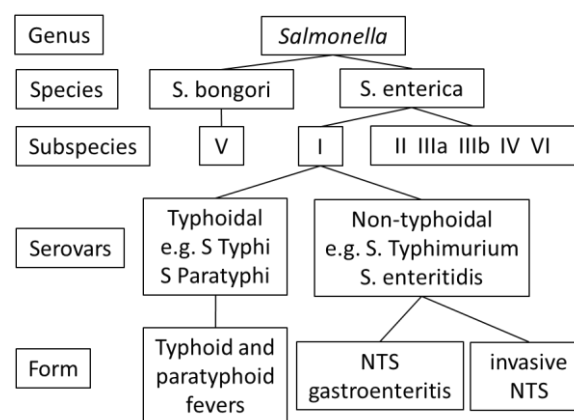 Genus
Salmonella
Species
S. bongori
S. enterica
Subspecies
V
I
II IIIa IIIb IV VI
Serovars
Typhoidal
e.g. S Typhi
S Paratyphi
Non-typhoidal
e.g. S. Typhimurium
S. enteritidis
Form
Typhoid and
paratyphoid
fevers
NTS
gastroenteritis
invasive
NTS